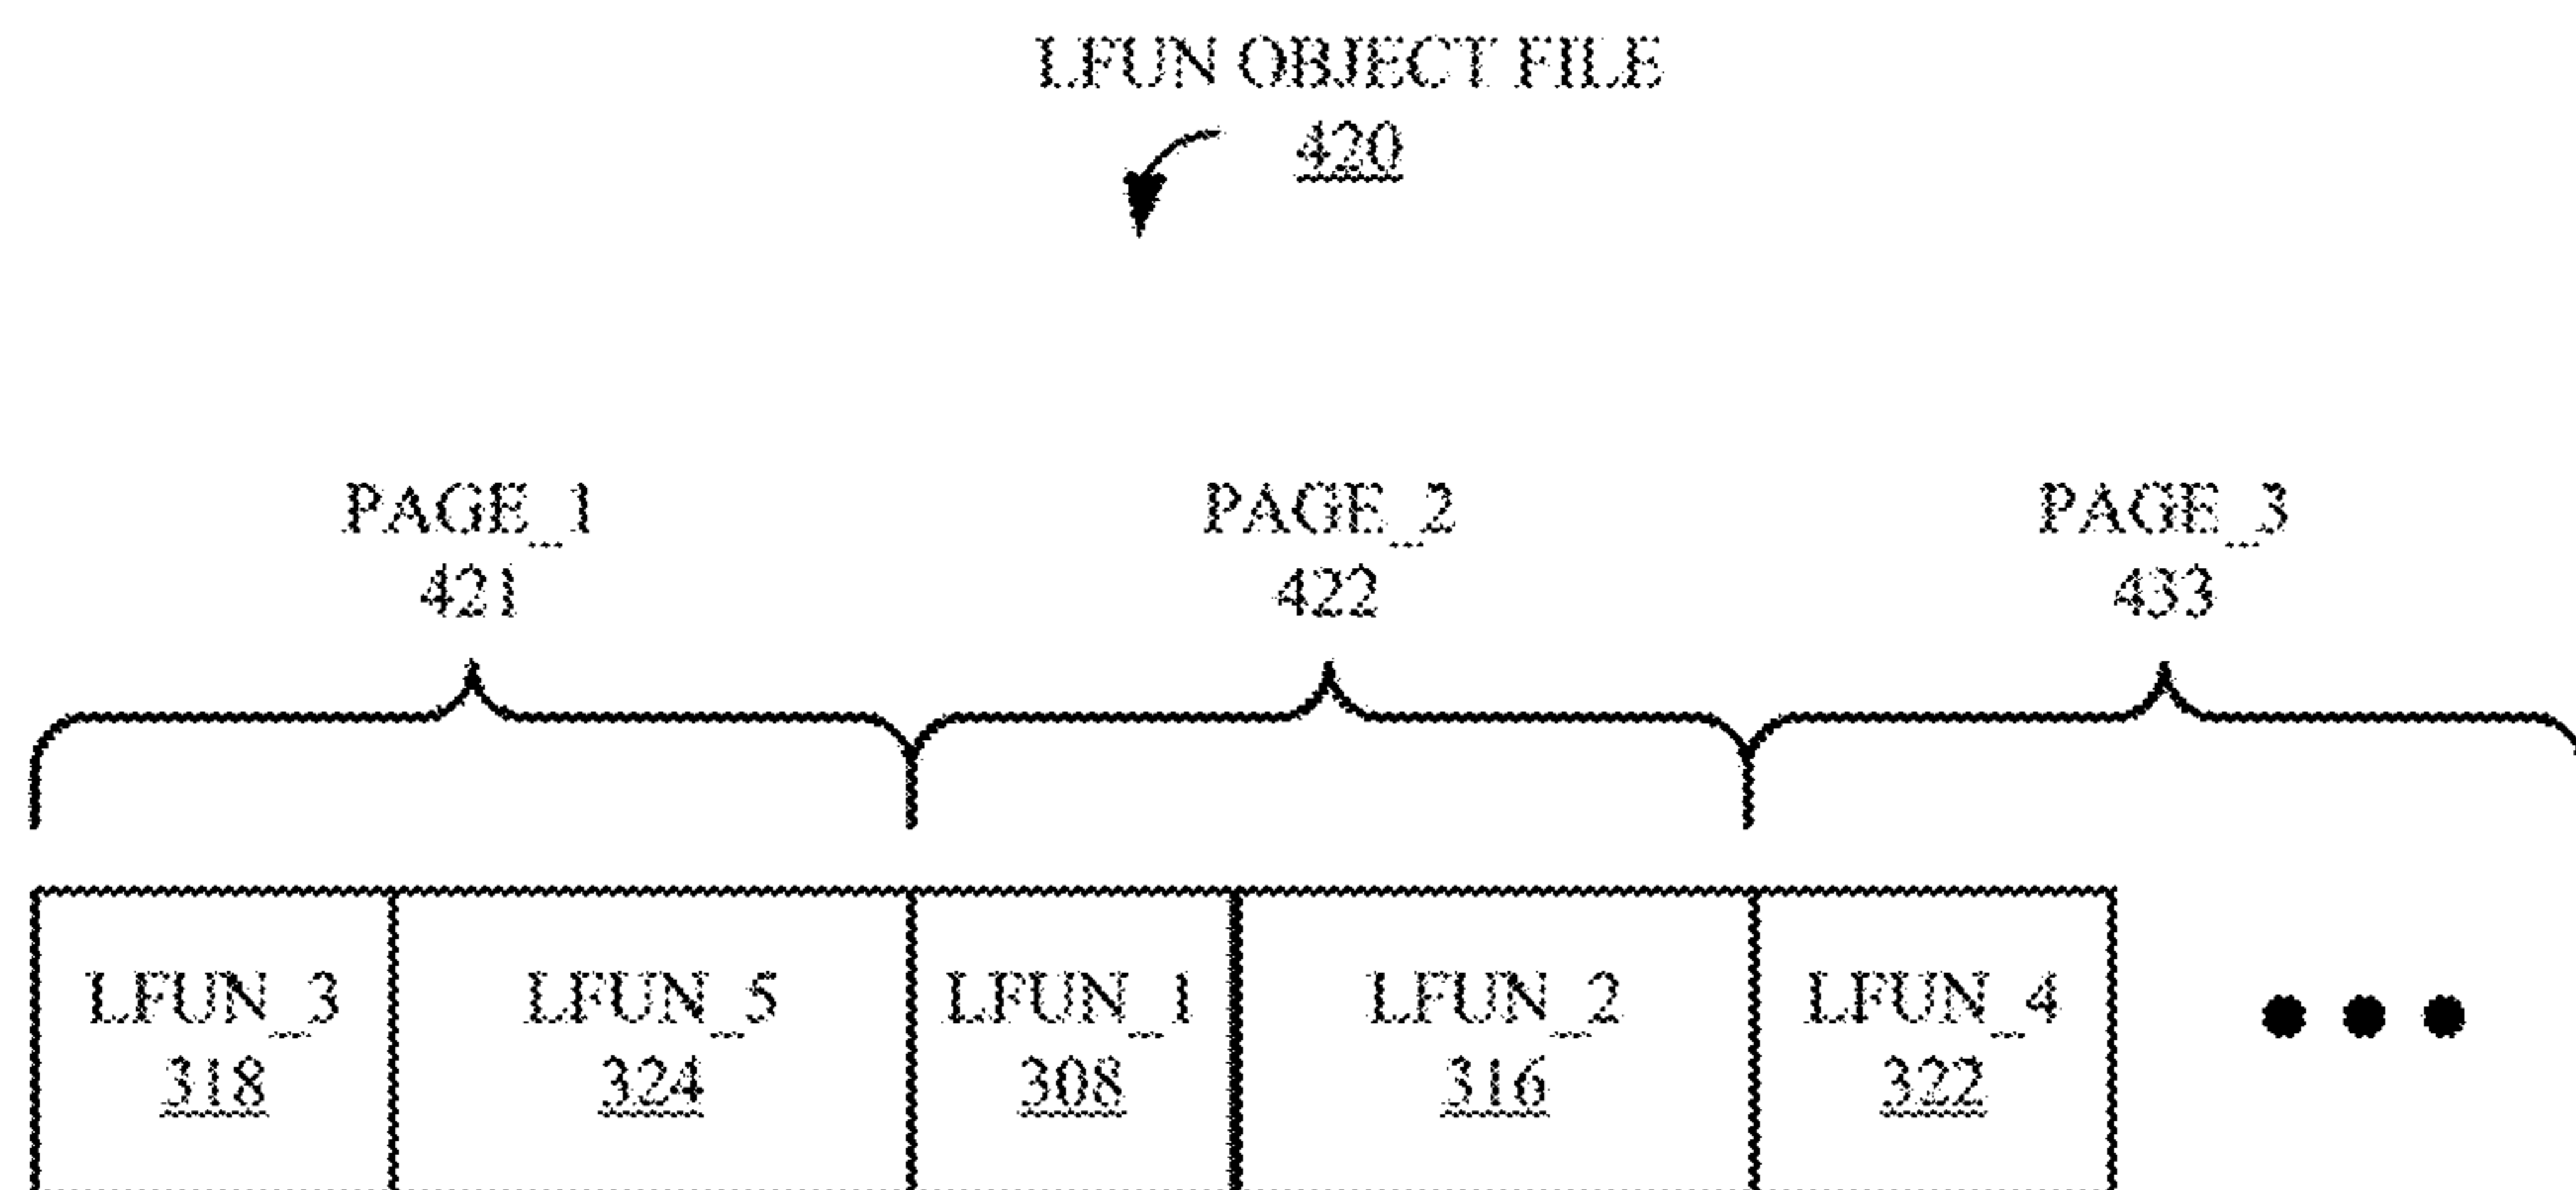 LFUN OBJECT FILE
420
PAGE_1
421
PAGE_2
422
PAGE_3
433
LFUN_3
318
LFUN_5
324
LFUN_1
308
LFUN_2
316
LFUN_4
322